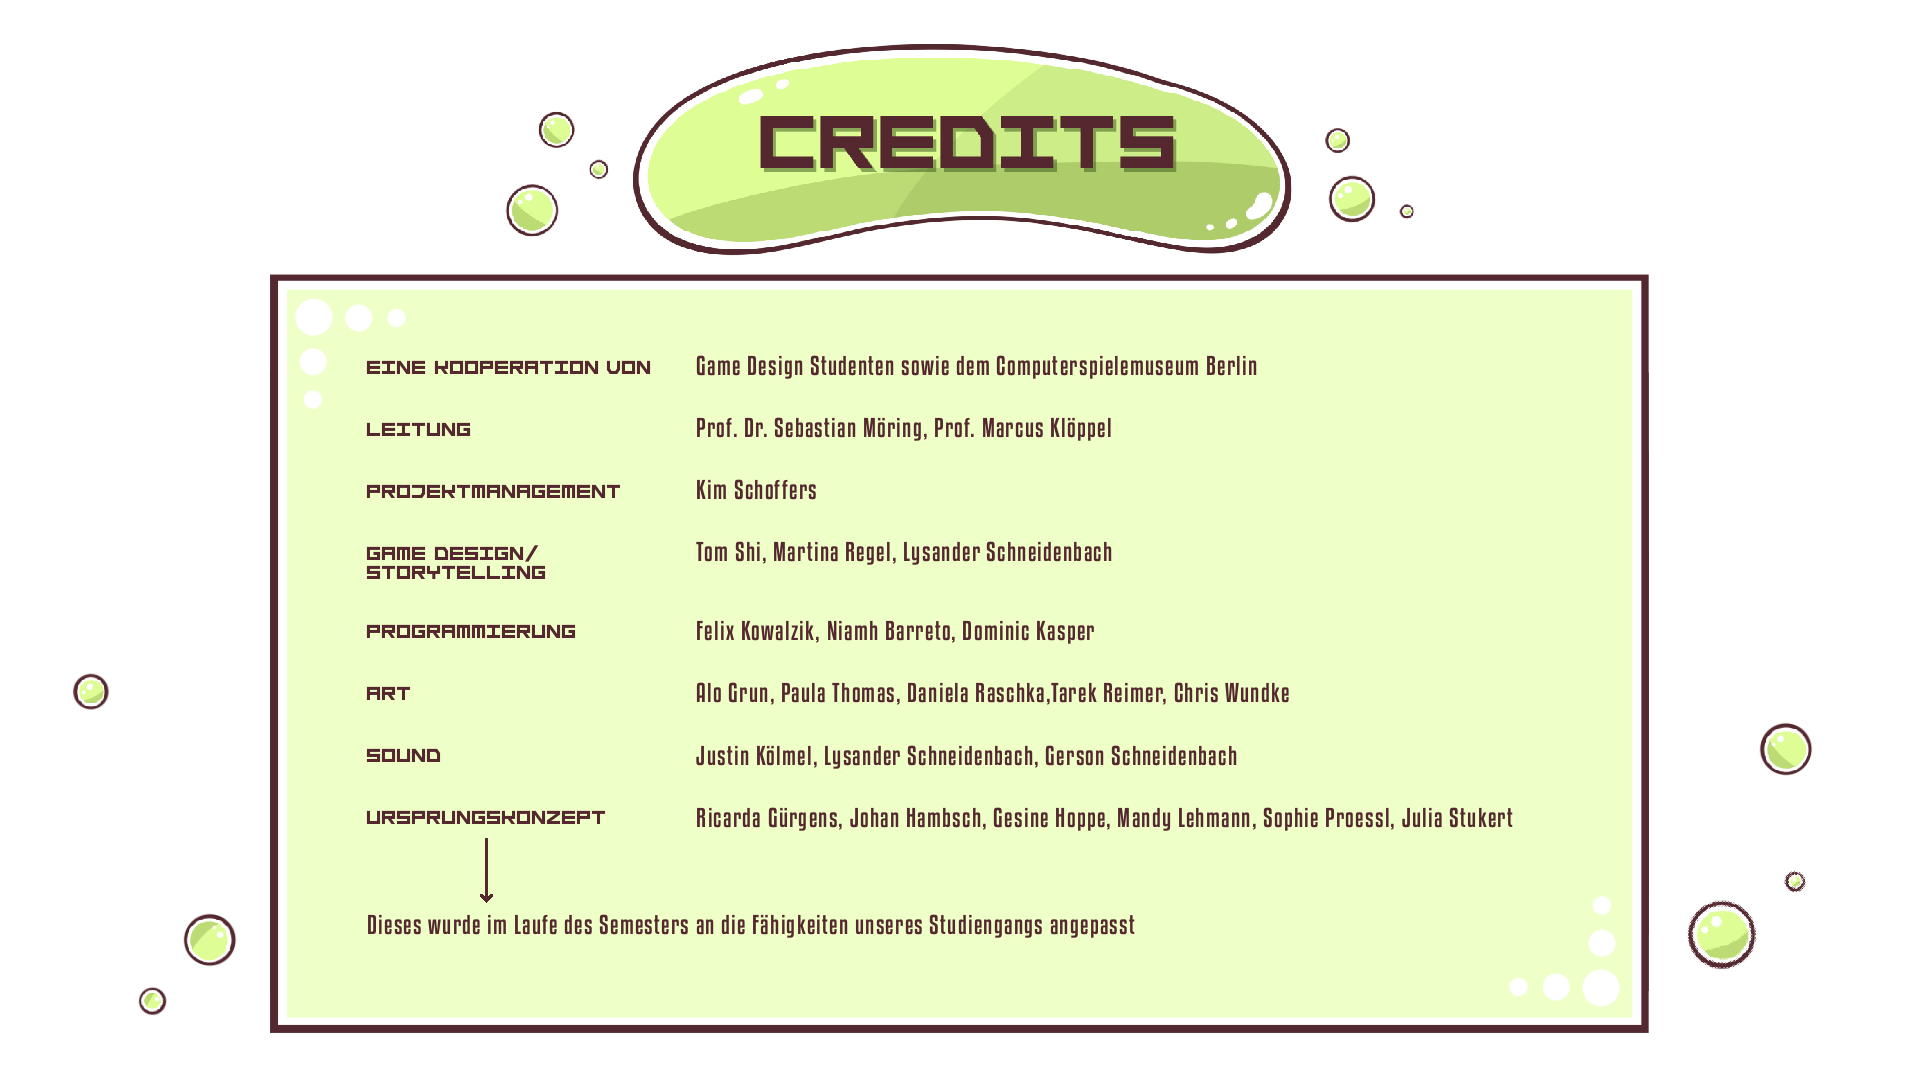 CREDITS
EINE KOOPERATION VON Game Design Studenten sowie dem Computerspielemuseum Berlin
LEITUNG Prof. Dr. Sebastian Möring, Prof. Marcus Klöppel
PROJEKTMANAGEMENT Kim Schoffers
GAME DESIGN/ Tom Shi, Martina Regel, Lysander Schneidenbach
STORYTELLING
PROGRAMMIERUNG Felix Kowalzik, Niamh Barreto, Dominic Kasper
ART Alo Grun, Paula Thomas, Daniela Raschka,Tarek Reimer, Chris Wundke
SOUND Justin Kölmel, Lysander Schneidenbach, Gerson Schneidenbach
URSPRUNGSKONZEPT Ricarda Gürgens, Johan Hambsch, Gesine Hoppe, Mandy Lehmann, Sophie Proessl, Julia Stukert
Dieses wurde im Laufe des Semesters an die Fähigkeiten unseres Studiengangs angepasst